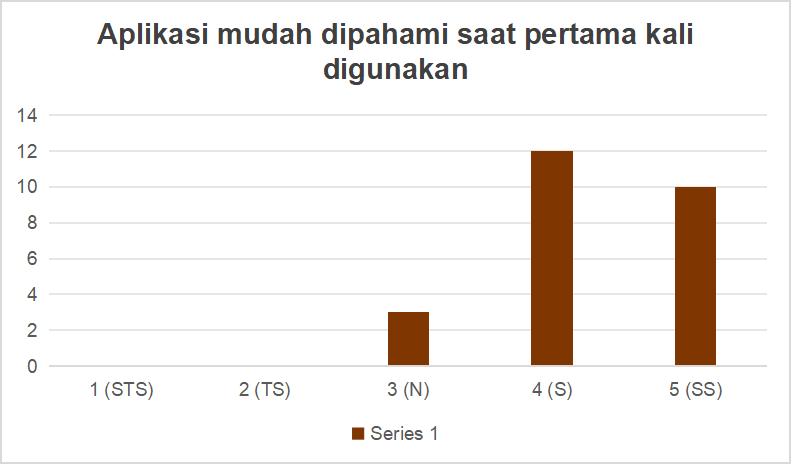 Aplikasi mudah dipahami saat pertama kali
digunakan
14
12
10
8
6
4
2
0
1 (STS) 2 (TS) 3 (N) 4 (S) 5 (SS)
Series 1